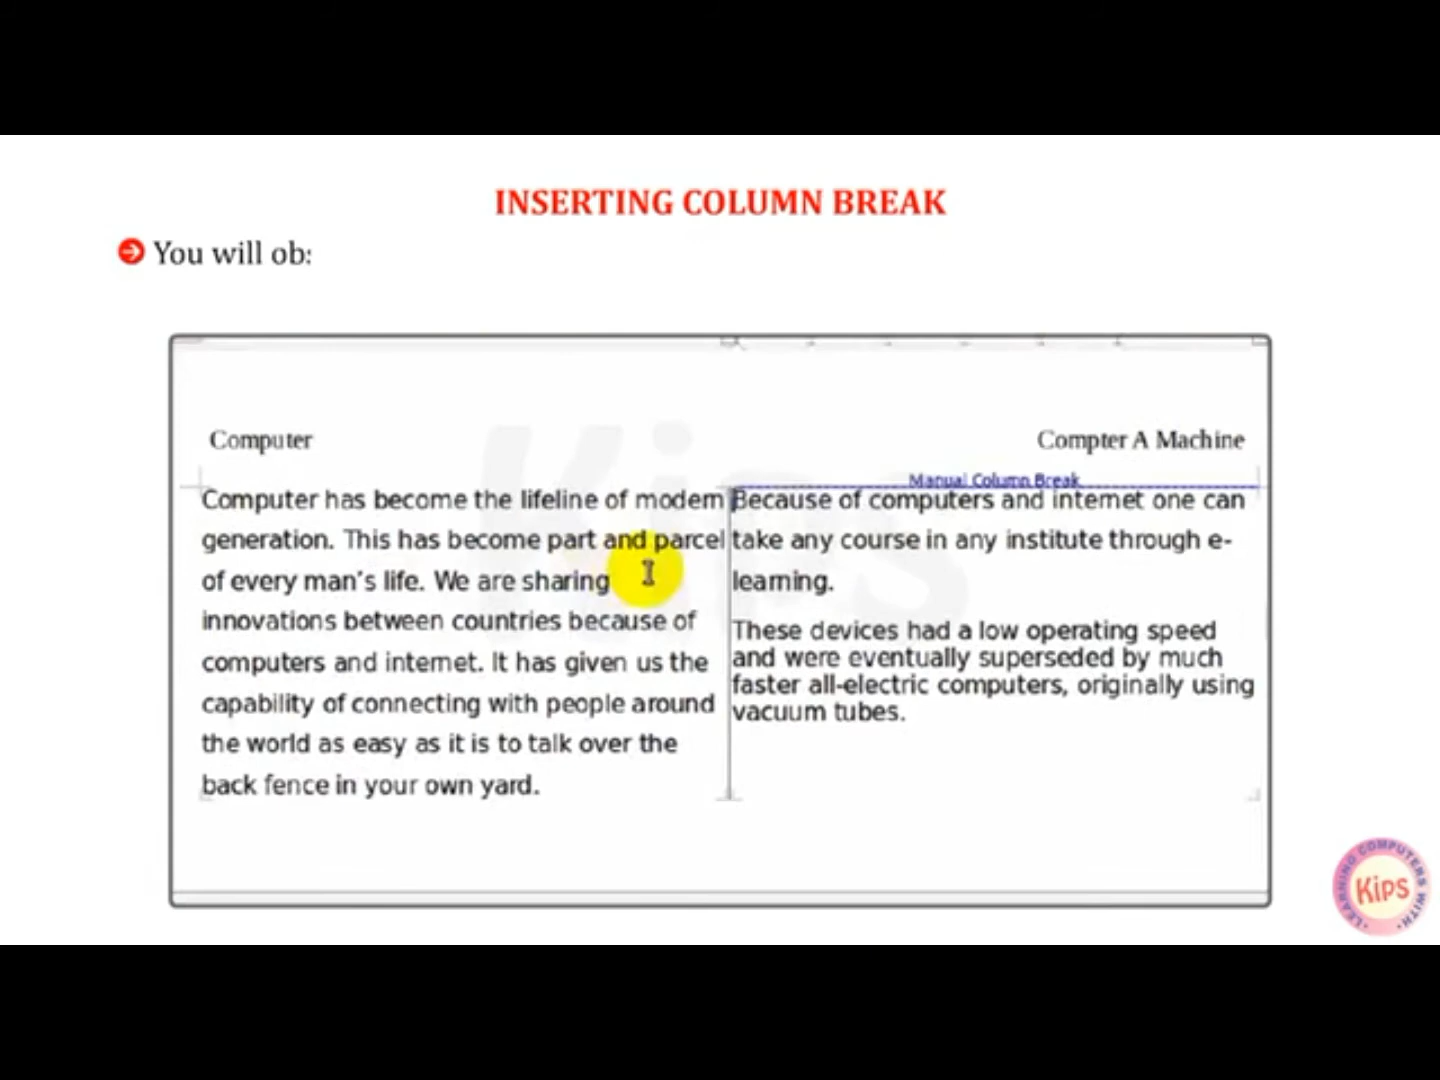 INSERTING COLUMN BREAK
You will ob:
Computer
Compter A Machine
Computer has become the lifeline of modern
generation. This has become part and parcel
of every man's life. We are sharing
innovations between countries because of
computers and internet. It has given us the
capability of connecting with people around
the world as easy as it is to talk over the
back fence in your own yard.
Manual Column Break
Because of computers and internet one can
take any course in any institute through e-
learning.
These devices had a low operating speed
and were eventually superseded by much
faster all-electric computers, originally using
vacuum tubes.
Kips
LEARNING COMPUTERS WITH
Kips